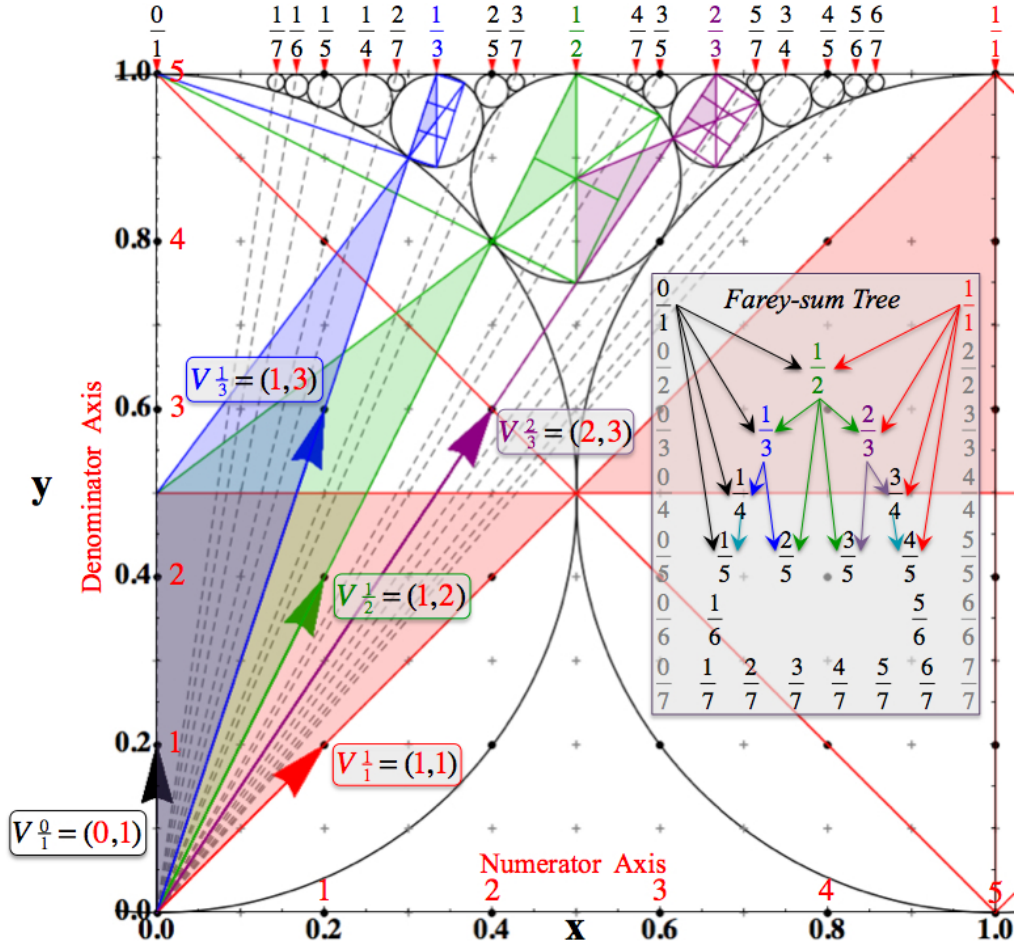 0/1 1/7 1/6 1/5 1/4 2/7 1/3 2/5 3/7 1/2 4/7 3/5 2/3 5/7 3/4 4/5 5/6 6/7 1/1
1.0 5
0.8 4
0/1 Farey-sum Tree 1/1
0/2 1/2 2/2
V 1/3 = (1,3)
0.6 3
V 2/3 = (2,3)
0/3 1/3 2/3 3/3
y
Denominator Axis
0/4 1/4 3/4 4/4
0/5 1/5 2/5 3/5 4/5 5/5
0.4 2
V 1/2 = (1,2)
0/6 1/6 5/6 6/6
0/7 1/7 2/7 3/7 4/7 5/7 6/7 7/7
0.2 1
V 1/1 = (1,1)
V 0/1 = (0,1)
Numerator Axis
1 2 3 4 5
0.0
0.0 0.2 0.4 x 0.6 0.8 1.0